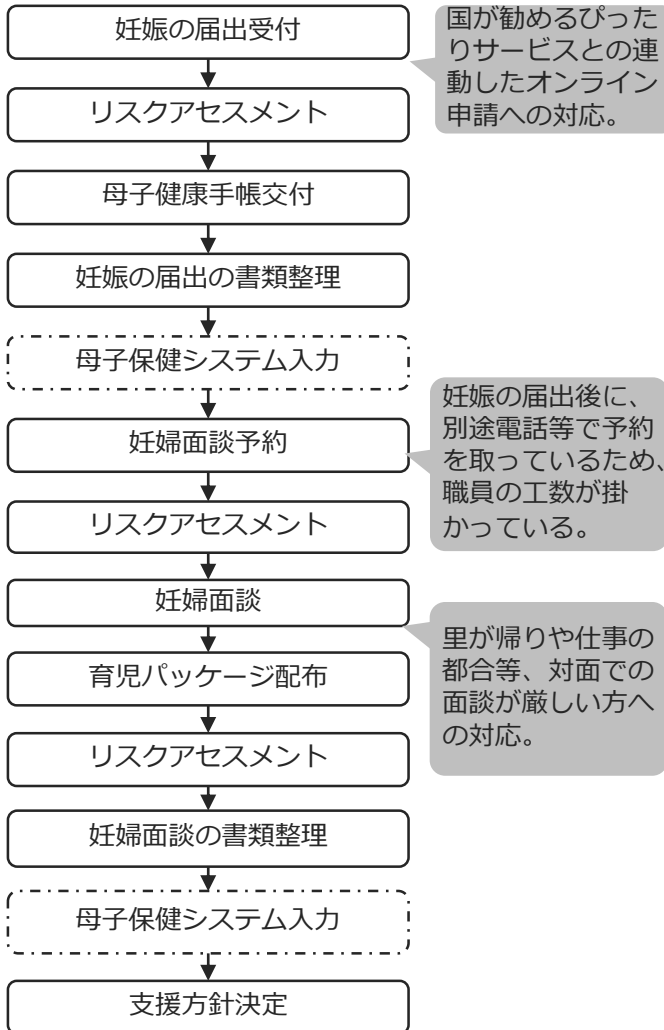 妊娠の届出受付
国が勧めるぴった
りサービスとの連
動したオンライン
申請への対応。
リスクアセスメント
母子健康手帳交付
妊娠の届出の書類整理
母子保健システム入力
妊婦面談予約
妊娠の届出後に、
別途電話等で予約
を取っているため、
職員の工数が掛
かっている。
リスクアセスメント
妊婦面談
里が帰りや仕事の
都合等、対面での
面談が厳しい方へ
の対応。
育児パッケージ配布
リスクアセスメント
妊婦面談の書類整理
母子保健システム入力
支援方針決定